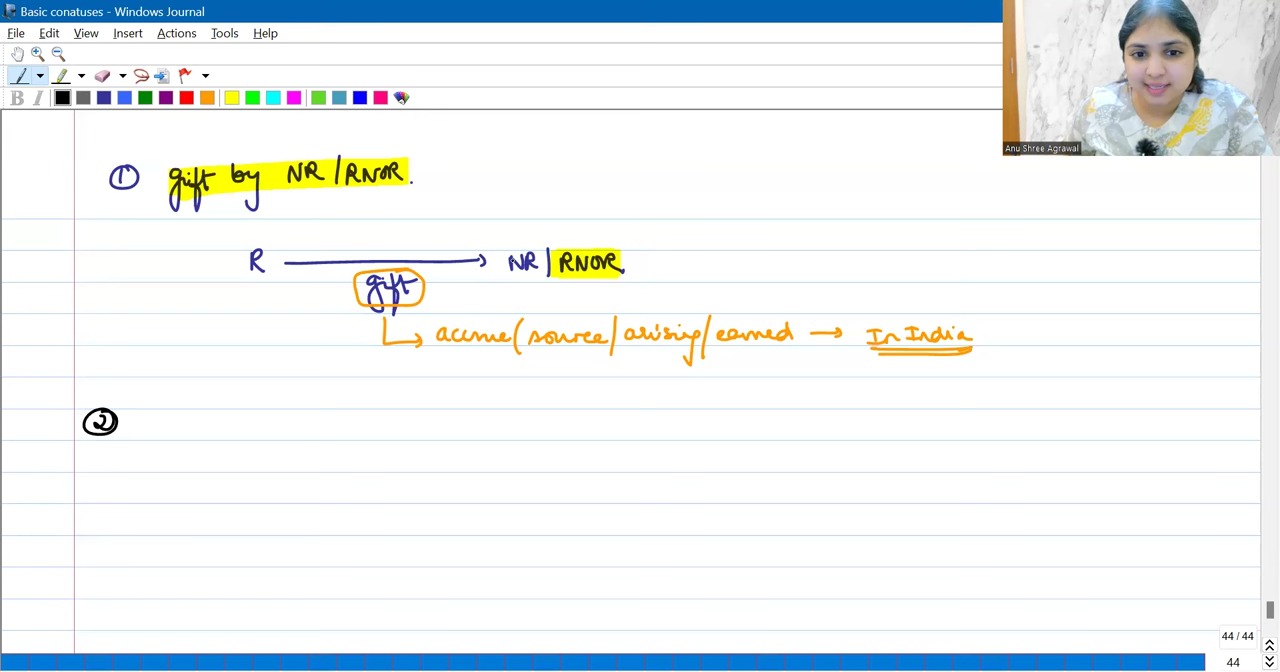 Basic conatuses - Windows Journal
File Edit View Insert Actions Tools Help
B I
Anu Shree Agrawal
① gift by NR/RNOR.
R → NR | RNOR.
gift
↳ accrue (source/arising/earned → In India
②
44 / 44
44